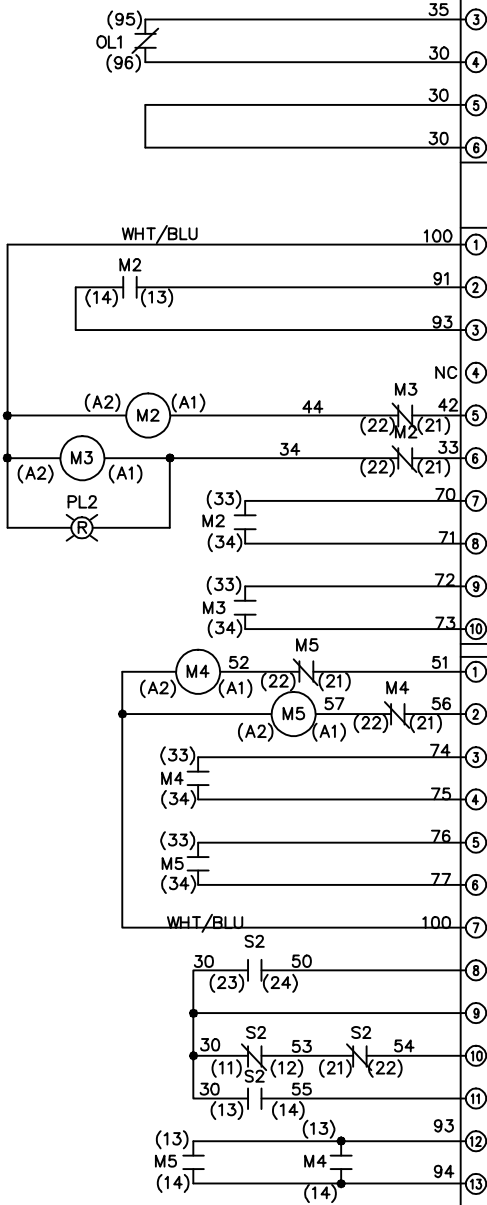 (95) 35 3
OL1
(96) 30 4
30 5
30 6
WHT/BLU 100 1
M2 91 2
(14) (13)
93 3
NC 4
(A2) M2 (A1) 44 M3 42 5
(22) (21)
M2
(A2) M3 (A1) 34 33 6
(22) (21)
PL2
R
(33) 70 7
M2
(34) 71 8
(33) 72 9
M3
(34) 73 10
M5
M4 52 51 1
(A2) (A1) (22) (21)
M4
M5 57 56 2
(A2) (A1) (22) (21)
(33) 74 3
M4
(34) 75 4
(33) 76 5
M5
(34) 77 6
WHT/BLU 100 7
S2
30 50 8
(23) (24)
9
S2 S2
30 53 54 10
(11) (12) (21) (22)
S2
30 55 11
(13) (14)
(13) (13) 93 12
M5 M4
(14) (14) 94 13